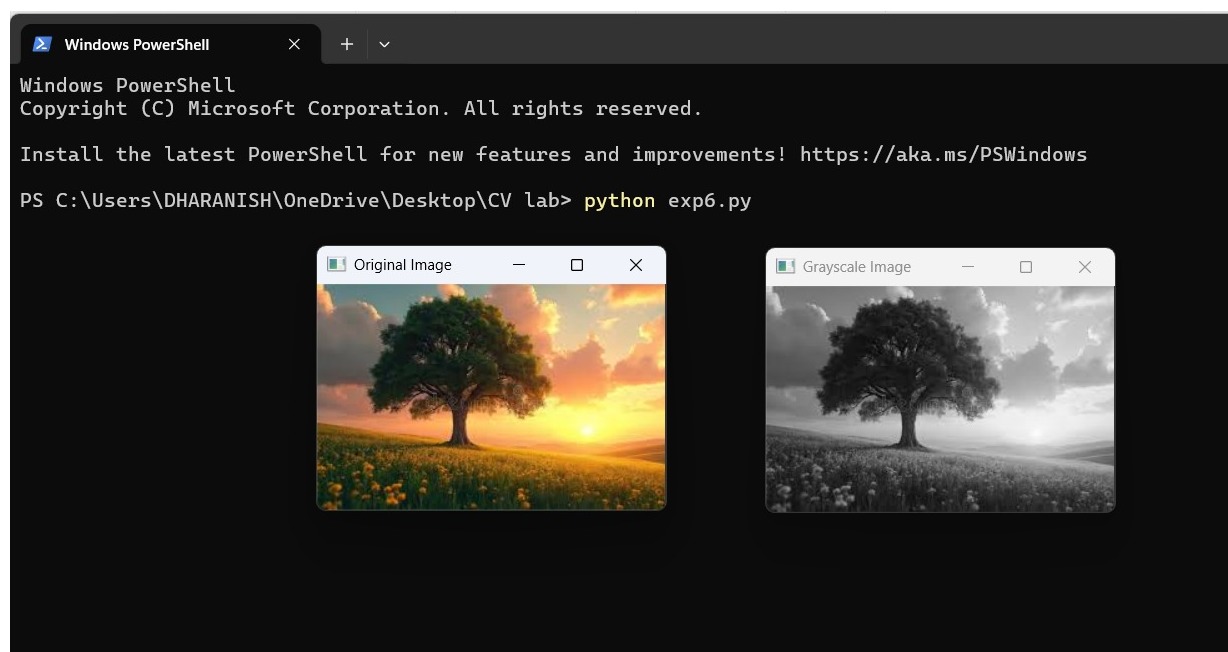 Windows PowerShell
Windows PowerShell
Copyright (C) Microsoft Corporation. All rights reserved.
Install the latest PowerShell for new features and improvements! https://aka.ms/PSWindows
PS C:\Users\DHARANISH\OneDrive\Desktop\CV lab> python exp6.py
Original Image
Grayscale Image